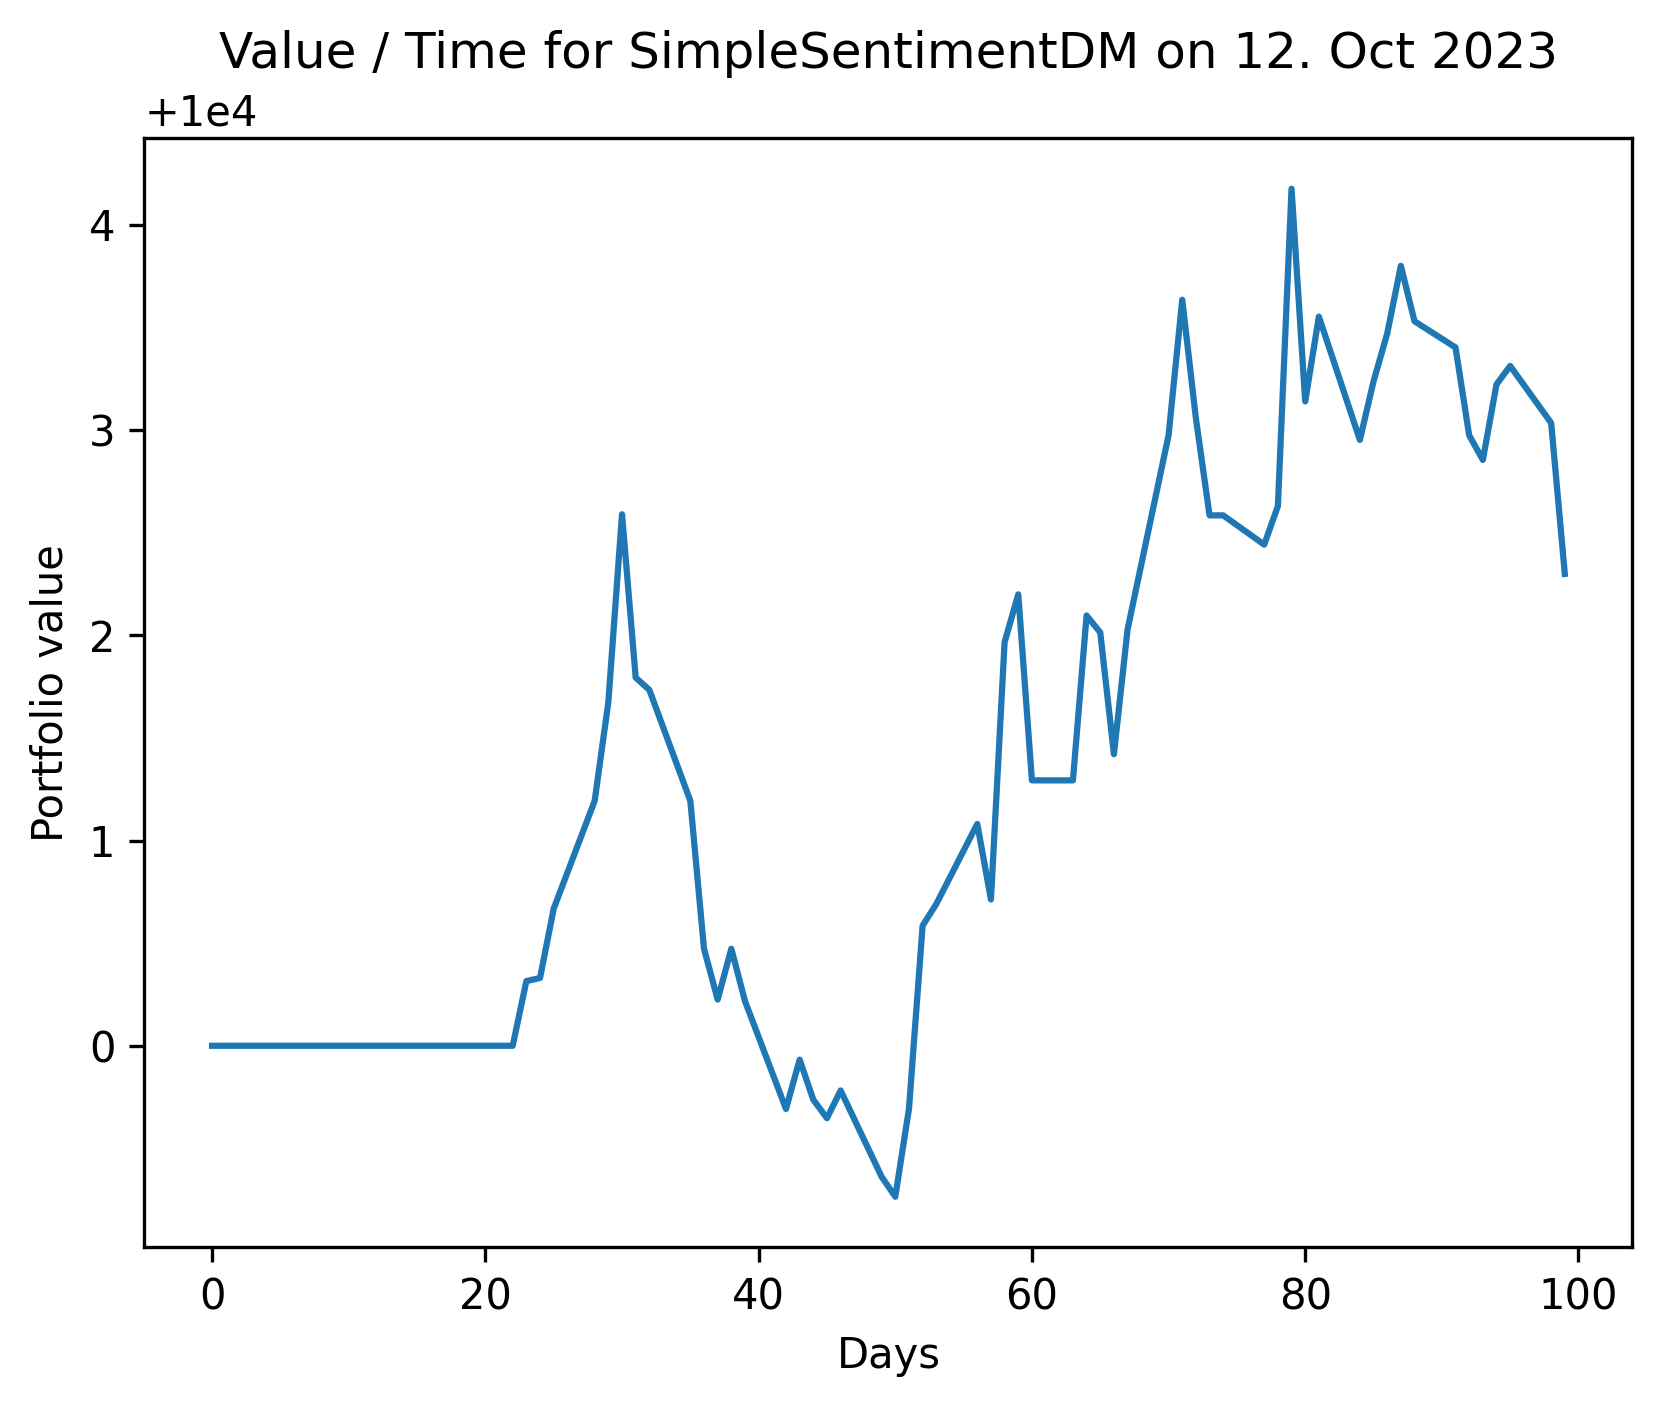 Value / Time for SimpleSentimentDM on 12. Oct 2023
+1e4
4
3
2
1
0
Portfolio value
0 20 40 60 80 100
Days